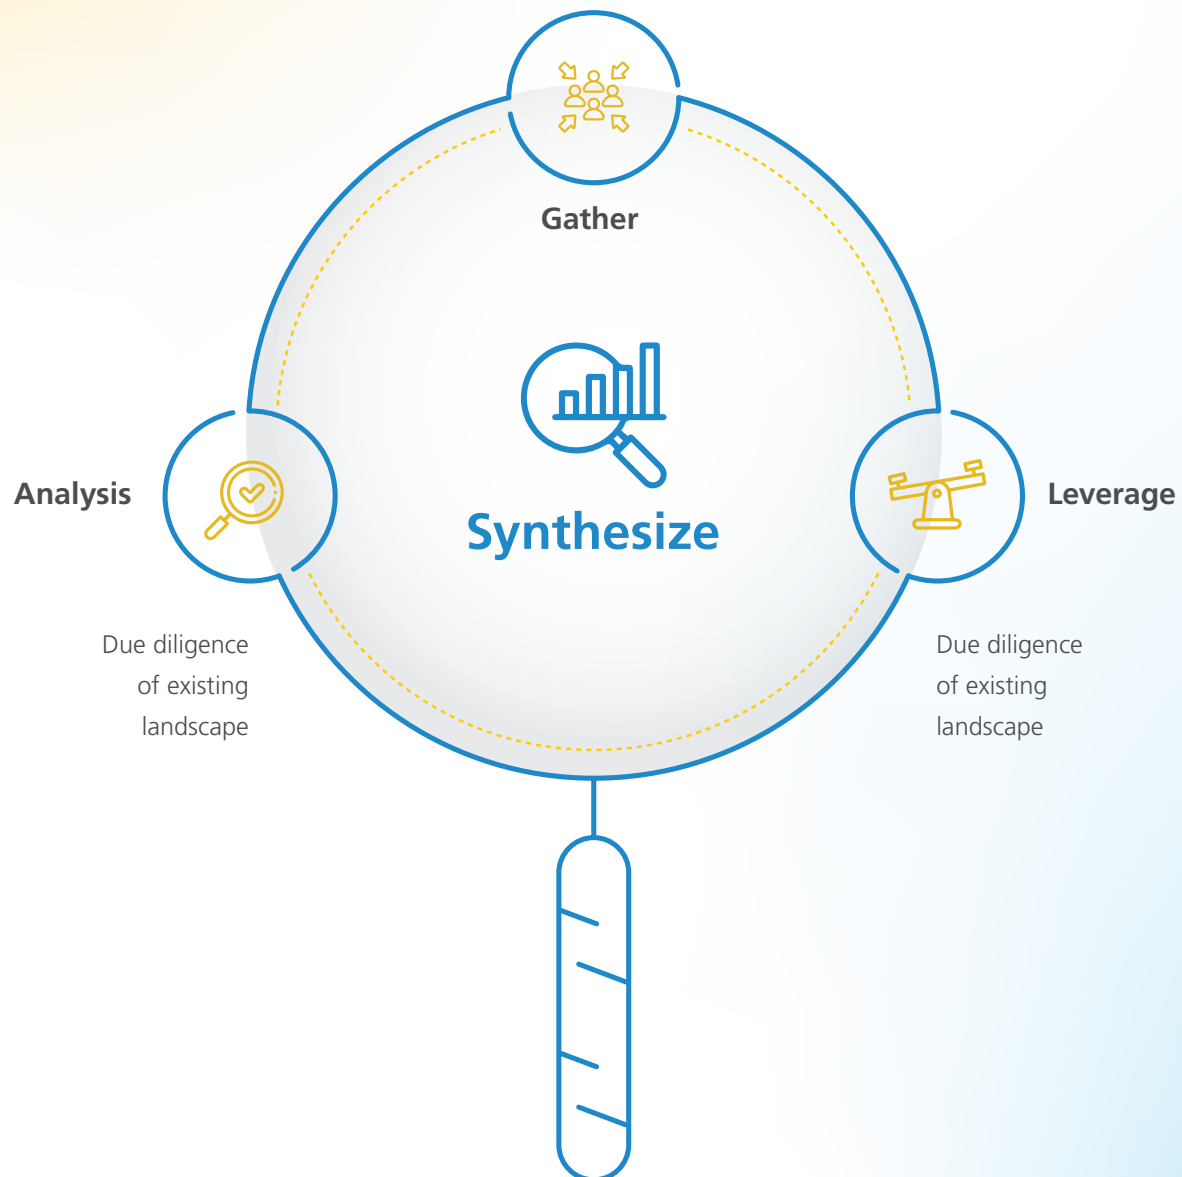 Gather
Synthesize
Analysis
Leverage
Due diligence
of existing
landscape
Due diligence
of existing
landscape